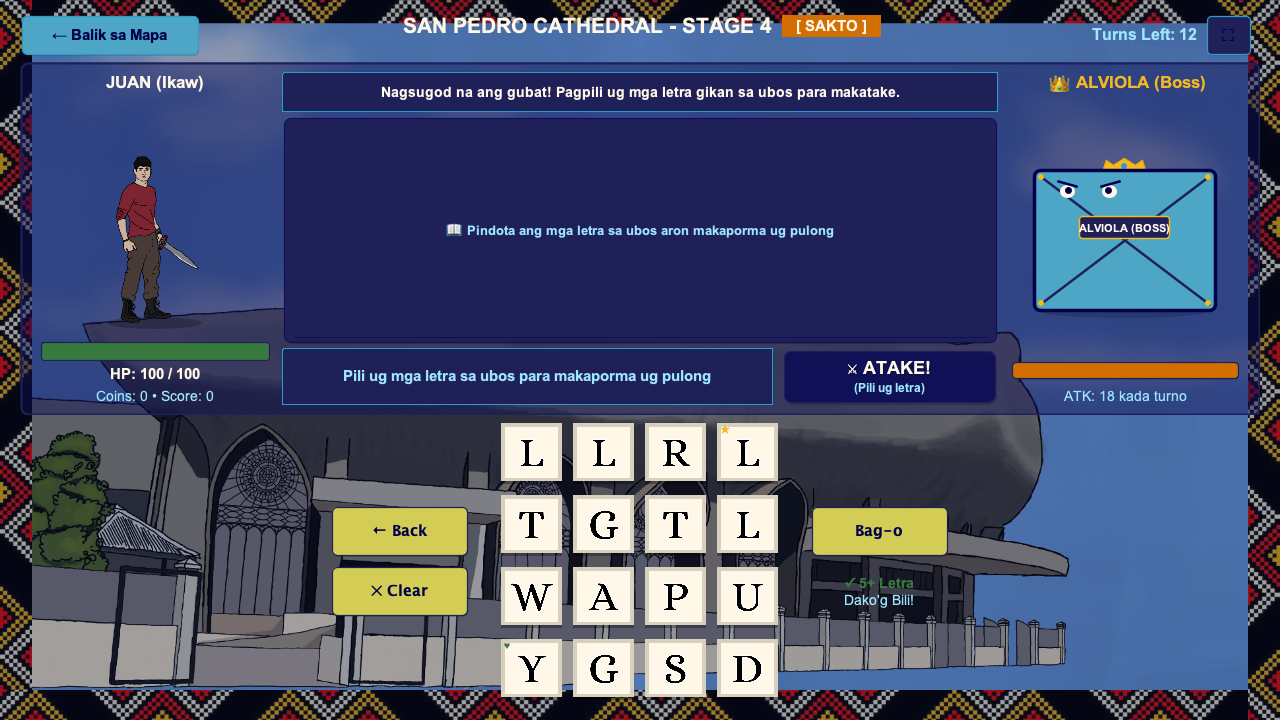 ← Balik sa Mapa
SAN PEDRO CATHEDRAL - STAGE 4 [ SAKTO ]
Turns Left: 12
JUAN (Ikaw)
Nagsugod na ang gubat! Pagpili ug mga letra gikan sa ubos para makatake.
👑 ALVIOLA (Boss)
📖 Pindota ang mga letra sa ubos aron makaporma ug pulong
ALVIOLA (BOSS)
HP: 100 / 100
Coins: 0 • Score: 0
Pili ug mga letra sa ubos para makaporma ug pulong
⚔ ATAKE!
(Pili ug letra)
ATK: 18 kada turno
L L R L
T G T L
W A P U
Y G S D
← Back
✕ Clear
Bag-o
✓ 5+ Letra
Dako'g Bili!